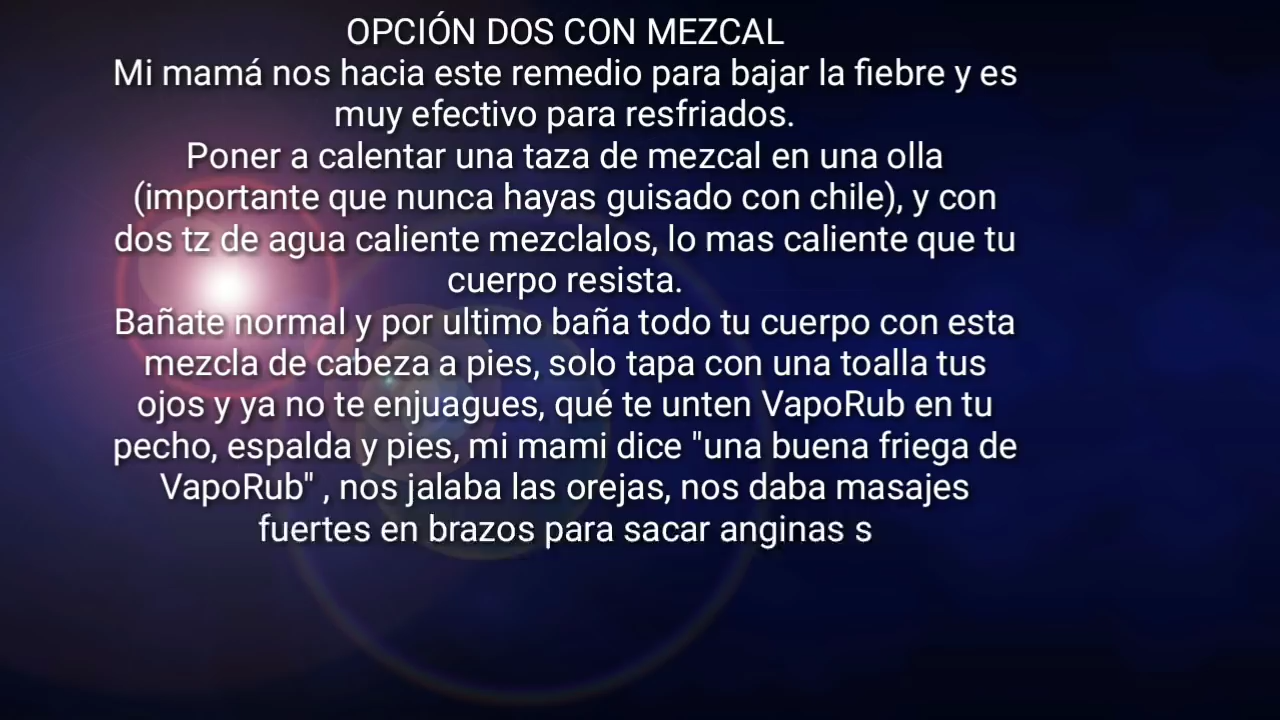 OPCIÓN DOS CON MEZCAL
Mi mamá nos hacia este remedio para bajar la fiebre y es
muy efectivo para resfriados.
Poner a calentar una taza de mezcal en una olla
(importante que nunca hayas guisado con chile), y con
dos tz de agua caliente mezclalos, lo mas caliente que tu
cuerpo resista.
Bañate normal y por ultimo baña todo tu cuerpo con esta
mezcla de cabeza a pies, solo tapa con una toalla tus
ojos y ya no te enjuagues, qué te unten VapoRub en tu
pecho, espalda y pies, mi mami dice "una buena friega de
VapoRub" , nos jalaba las orejas, nos daba masajes
fuertes en brazos para sacar anginas s